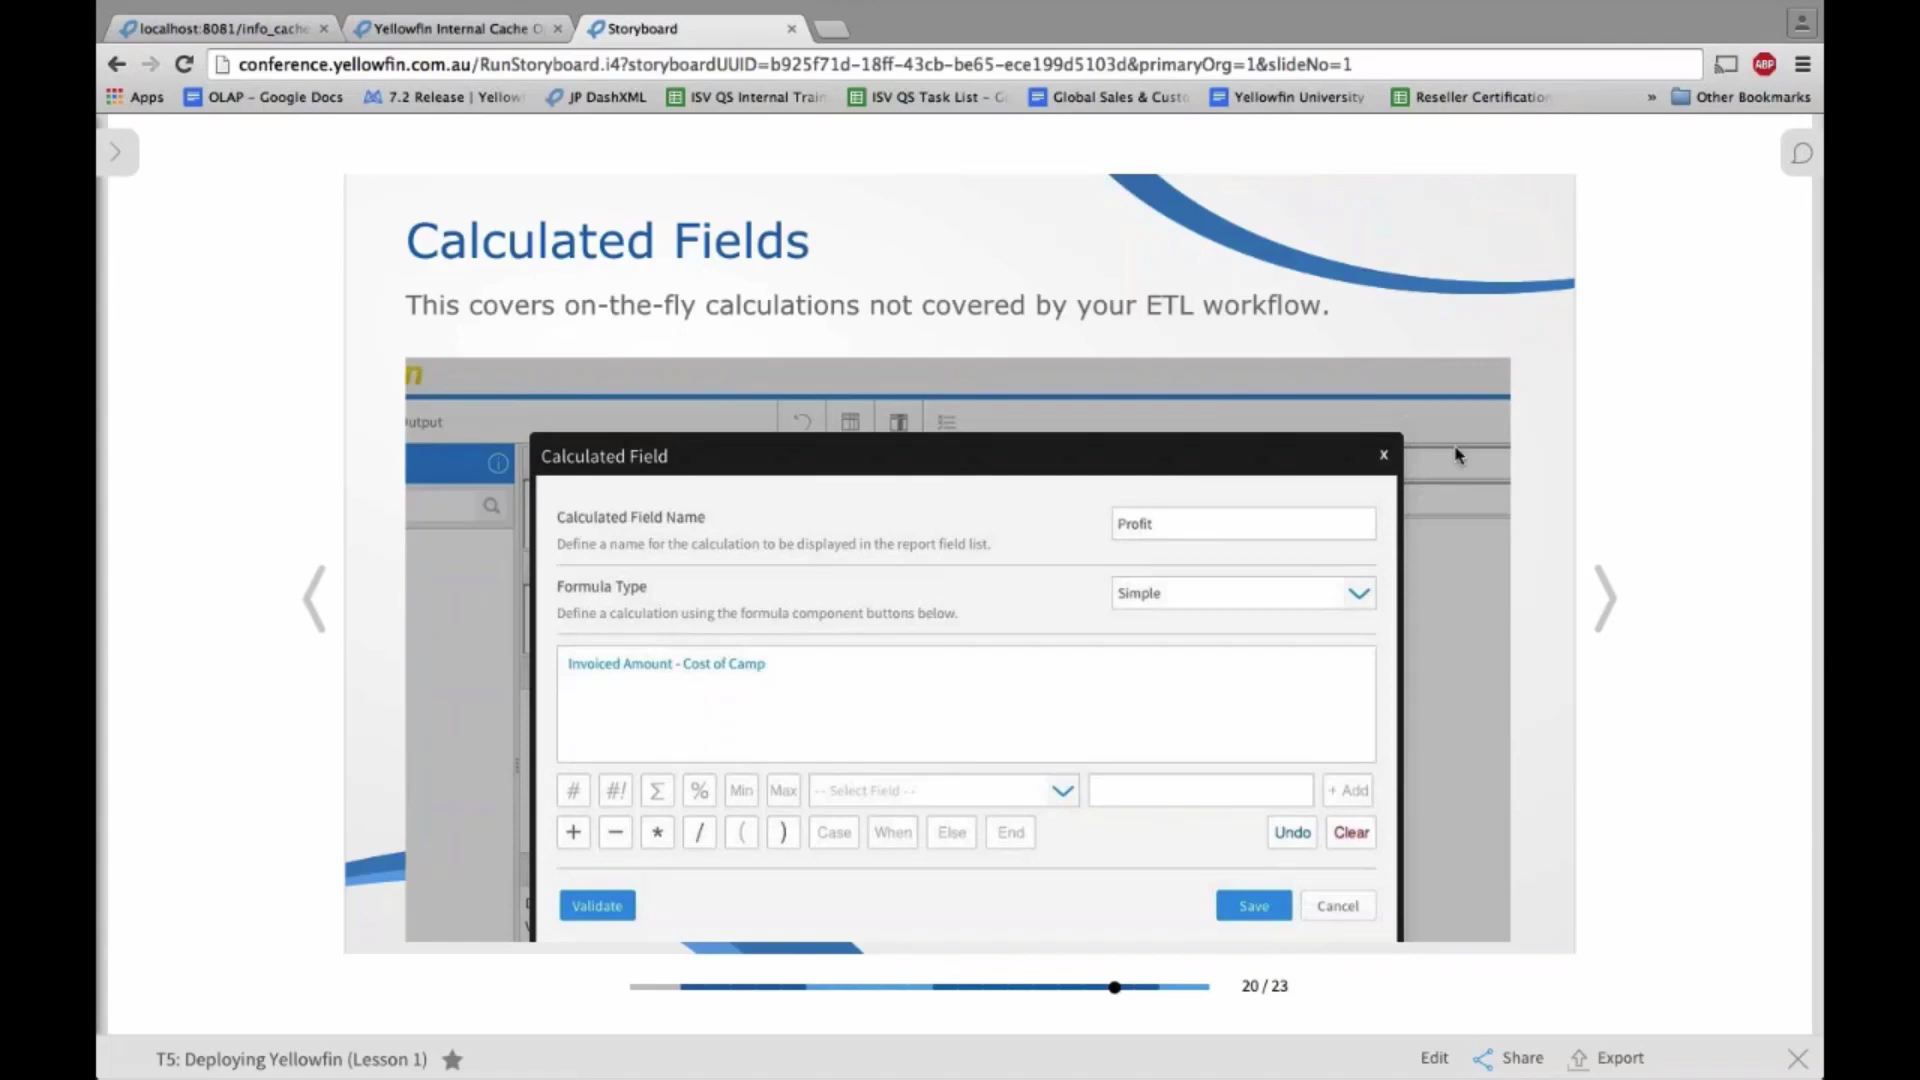 localhost:8081/info_cache
Yellowfin Internal Cache O
Storyboard
conference.yellowfin.com.au/RunStoryboard.i4?storyboardUUID=b925f71d-18ff-43cb-be65-ece199d5103d&primaryOrg=1&slideNo=1
ABP
Apps
OLAP - Google Docs
7.2 Release | Yellow
JP DashXML
ISV QS Internal Train
ISV QS Task List - G
Global Sales & Custo
Yellowfin University
Reseller Certification
» Other Bookmarks
Calculated Fields
This covers on-the-fly calculations not covered by your ETL workflow.
n
utput
Calculated Field x
Calculated Field Name
Profit
Define a name for the calculation to be displayed in the report field list.
Formula Type
Simple
Define a calculation using the formula component buttons below.
Invoiced Amount - Cost of Camp
# #! Σ % Min Max -- Select Field -- + Add
+ − * / ( ) Case When Else End Undo Clear
Validate Save Cancel
20 / 23
T5: Deploying Yellowfin (Lesson 1)
Edit Share Export